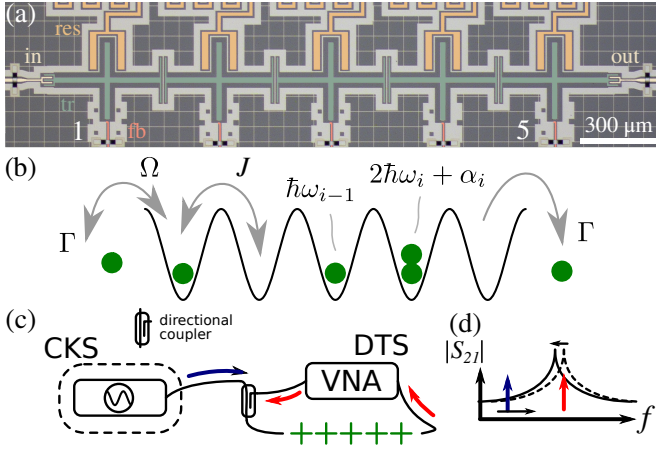 (a)
res
in
out
tr
1
fb
5
300 μm
(b)
Ω
J
ħω_{i−1}
2ħω_i + α_i
Γ
Γ
(c)
directional
coupler
(d)
CKS
DTS
VNA
|S_{21}|
f